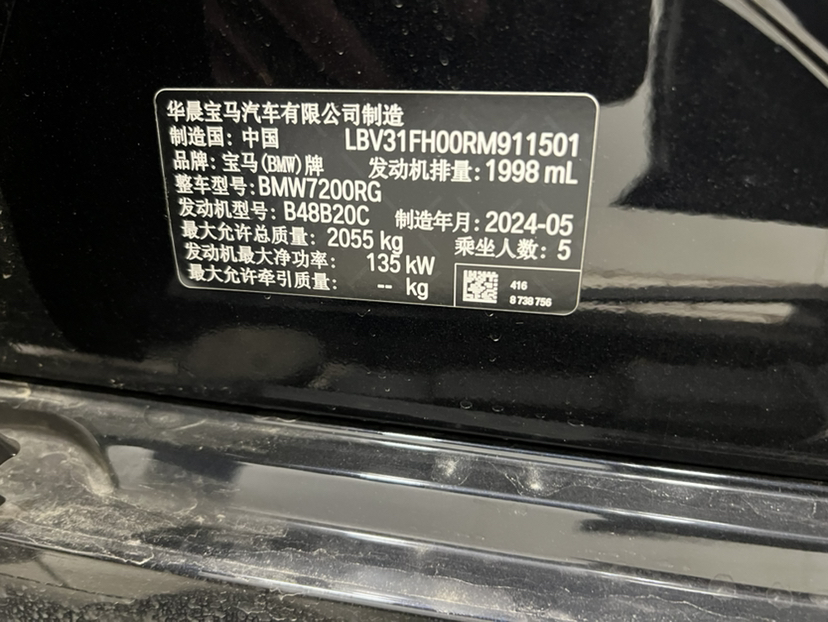 华晨宝马汽车有限公司制造
制造国: 中国 LBV31FH00RM911501
品牌: 宝马(BMW)牌 发动机排量: 1998 mL
整车型号: BMW7200RG
发动机型号: B48B20C 制造年月: 2024-05
最大允许总质量: 2055 kg 乘坐人数: 5
发动机最大净功率: 135 kW
最大允许牵引质量: -- kg
416
8 738 756